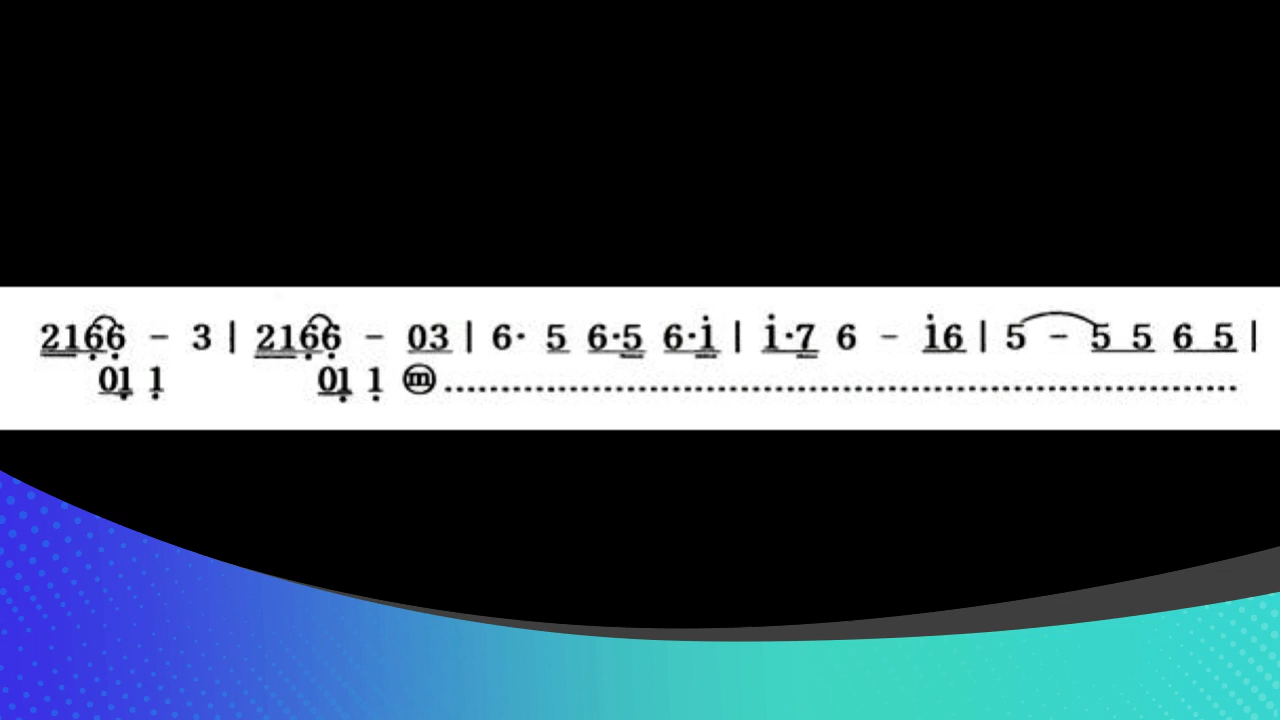 2166 – 3 | 2166 – 03 | 6· 5 6·5 6·i | i·7 6 – i6 | 5 – 5 5 6 5 |
01 1 01 1 ⓜ................................................